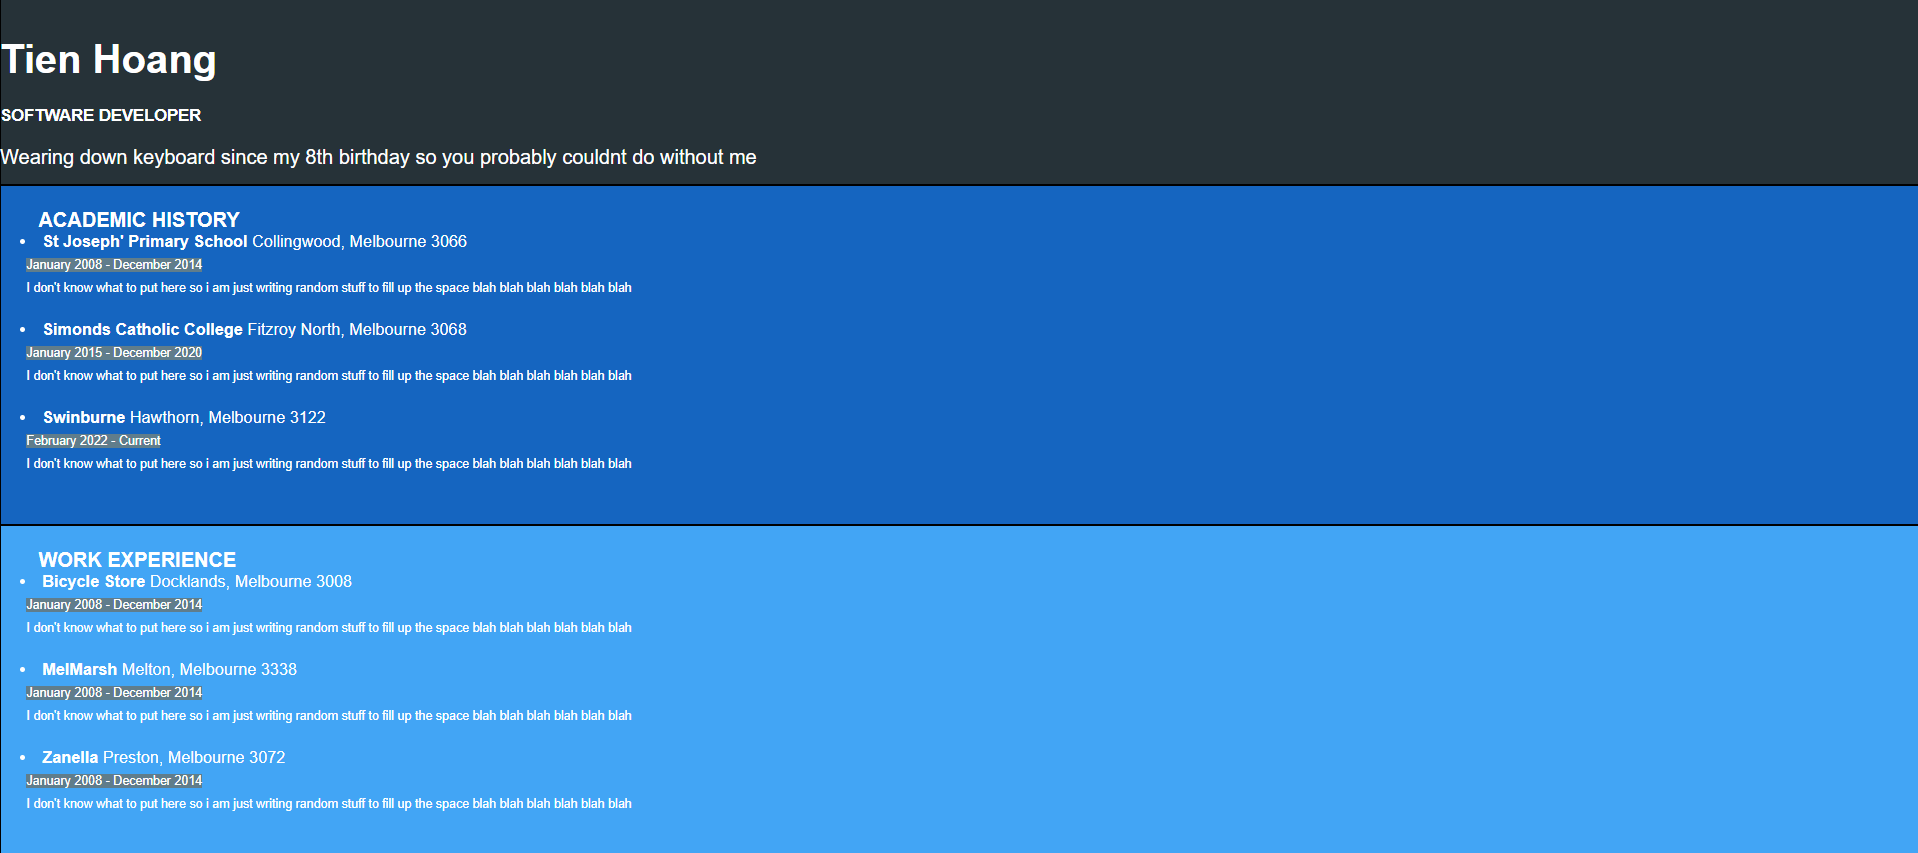 Tien Hoang
SOFTWARE DEVELOPER
Wearing down keyboard since my 8th birthday so you probably couldnt do without me
ACADEMIC HISTORY
• St Joseph' Primary School Collingwood, Melbourne 3066
January 2008 - December 2014
I don't know what to put here so i am just writing random stuff to fill up the space blah blah blah blah blah blah
• Simonds Catholic College Fitzroy North, Melbourne 3068
January 2015 - December 2020
I don't know what to put here so i am just writing random stuff to fill up the space blah blah blah blah blah blah
• Swinburne Hawthorn, Melbourne 3122
February 2022 - Current
I don't know what to put here so i am just writing random stuff to fill up the space blah blah blah blah blah blah
WORK EXPERIENCE
• Bicycle Store Docklands, Melbourne 3008
January 2008 - December 2014
I don't know what to put here so i am just writing random stuff to fill up the space blah blah blah blah blah blah
• MelMarsh Melton, Melbourne 3338
January 2008 - December 2014
I don't know what to put here so i am just writing random stuff to fill up the space blah blah blah blah blah blah
• Zanella Preston, Melbourne 3072
January 2008 - December 2014
I don't know what to put here so i am just writing random stuff to fill up the space blah blah blah blah blah blah